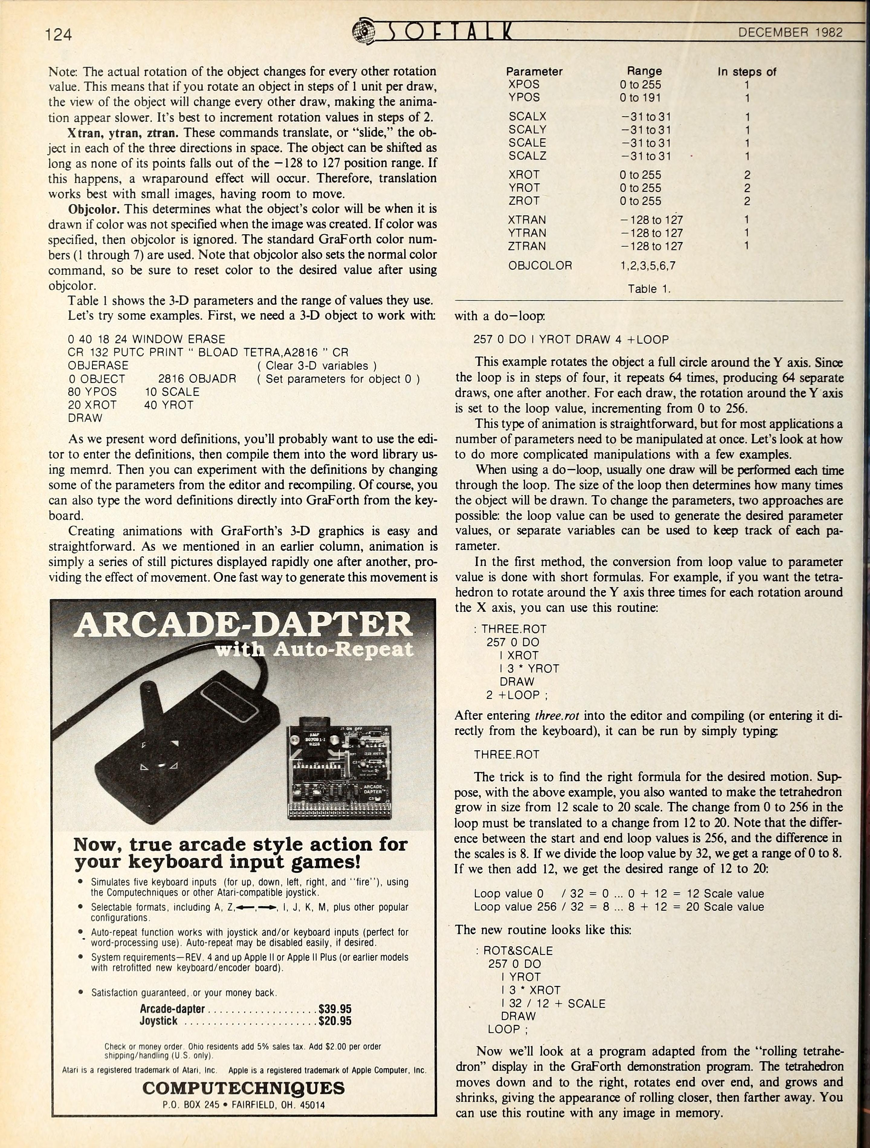 124
SOFTALK
DECEMBER 1982
Note: The actual rotation of the object changes for every other rotation
value. This means that if you rotate an object in steps of 1 unit per draw,
the view of the object will change every other draw, making the anima-
tion appear slower. It's best to increment rotation values in steps of 2.
Xtran, ytran, ztran. These commands translate, or "slide," the ob-
ject in each of the three directions in space. The object can be shifted as
long as none of its points falls out of the −128 to 127 position range. If
this happens, a wraparound effect will occur. Therefore, translation
works best with small images, having room to move.
Objcolor. This determines what the object's color will be when it is
drawn if color was not specified when the image was created. If color was
specified, then objcolor is ignored. The standard GraForth color num-
bers (1 through 7) are used. Note that objcolor also sets the normal color
command, so be sure to reset color to the desired value after using
objcolor.
Table 1 shows the 3-D parameters and the range of values they use.
Let's try some examples. First, we need a 3-D object to work with:
0 40 18 24 WINDOW ERASE
CR 132 PUTC PRINT " BLOAD TETRA,A2816 " CR
OBJERASE ( Clear 3-D variables )
0 OBJECT 2816 OBJADR ( Set parameters for object 0 )
80 YPOS 10 SCALE
20 XROT 40 YROT
DRAW
As we present word definitions, you'll probably want to use the edi-
tor to enter the definitions, then compile them into the word library us-
ing memrd. Then you can experiment with the definitions by changing
some of the parameters from the editor and recompiling. Of course, you
can also type the word definitions directly into GraForth from the key-
board.
Creating animations with GraForth's 3-D graphics is easy and
straightforward. As we mentioned in an earlier column, animation is
simply a series of still pictures displayed rapidly one after another, pro-
viding the effect of movement. One fast way to generate this movement is
ARCADE-DAPTER
with Auto-Repeat
ARCADE-
DAPTER
Now, true arcade style action for
your keyboard input games!
• Simulates five keyboard inputs (for up, down, left, right, and "fire"), using
the Computechniques or other Atari-compatible joystick.
• Selectable formats, including A, Z, ←, →, I, J, K, M, plus other popular
configurations.
• Auto-repeat function works with joystick and/or keyboard inputs (perfect for
word-processing use). Auto-repeat may be disabled easily, if desired.
• System requirements—REV. 4 and up Apple II or Apple II Plus (or earlier models
with retrofitted new keyboard/encoder board).
• Satisfaction guaranteed, or your money back.
Arcade-dapter . . . . . . . . . . . . . . . . . . $39.95
Joystick . . . . . . . . . . . . . . . . . . . . . . $20.95
Check or money order. Ohio residents add 5% sales tax. Add $2.00 per order
shipping/handling (U.S. only).
Atari is a registered trademark of Atari, Inc. Apple is a registered trademark of Apple Computer, Inc.
COMPUTECHNIQUES
P.O. BOX 245 • FAIRFIELD, OH. 45014
Parameter Range In steps of
XPOS 0 to 255 1
YPOS 0 to 191 1
SCALX −31 to 31 1
SCALY −31 to 31 1
SCALE −31 to 31 1
SCALZ −31 to 31 1
XROT 0 to 255 2
YROT 0 to 255 2
ZROT 0 to 255 2
XTRAN −128 to 127 1
YTRAN −128 to 127 1
ZTRAN −128 to 127 1
OBJCOLOR 1,2,3,5,6,7
Table 1.
with a do–loop:
257 0 DO I YROT DRAW 4 +LOOP
This example rotates the object a full circle around the Y axis. Since
the loop is in steps of four, it repeats 64 times, producing 64 separate
draws, one after another. For each draw, the rotation around the Y axis
is set to the loop value, incrementing from 0 to 256.
This type of animation is straightforward, but for most applications a
number of parameters need to be manipulated at once. Let's look at how
to do more complicated manipulations with a few examples.
When using a do–loop, usually one draw will be performed each time
through the loop. The size of the loop then determines how many times
the object will be drawn. To change the parameters, two approaches are
possible: the loop value can be used to generate the desired parameter
values, or separate variables can be used to keep track of each pa-
rameter.
In the first method, the conversion from loop value to parameter
value is done with short formulas. For example, if you want the tetra-
hedron to rotate around the Y axis three times for each rotation around
the X axis, you can use this routine:
: THREE.ROT
257 0 DO
I XROT
I 3 * YROT
DRAW
2 +LOOP ;
After entering three.rot into the editor and compiling (or entering it di-
rectly from the keyboard), it can be run by simply typing:
THREE.ROT
The trick is to find the right formula for the desired motion. Sup-
pose, with the above example, you also wanted to make the tetrahedron
grow in size from 12 scale to 20 scale. The change from 0 to 256 in the
loop must be translated to a change from 12 to 20. Note that the differ-
ence between the start and end loop values is 256, and the difference in
the scales is 8. If we divide the loop value by 32, we get a range of 0 to 8.
If we then add 12, we get the desired range of 12 to 20:
Loop value 0 / 32 = 0 ... 0 + 12 = 12 Scale value
Loop value 256 / 32 = 8 ... 8 + 12 = 20 Scale value
The new routine looks like this:
: ROT&SCALE
257 0 DO
I YROT
I 3 * XROT
I 32 / 12 + SCALE
DRAW
LOOP ;
Now we'll look at a program adapted from the "rolling tetrahe-
dron" display in the GraForth demonstration program. The tetrahedron
moves down and to the right, rotates end over end, and grows and
shrinks, giving the appearance of rolling closer, then farther away. You
can use this routine with any image in memory.